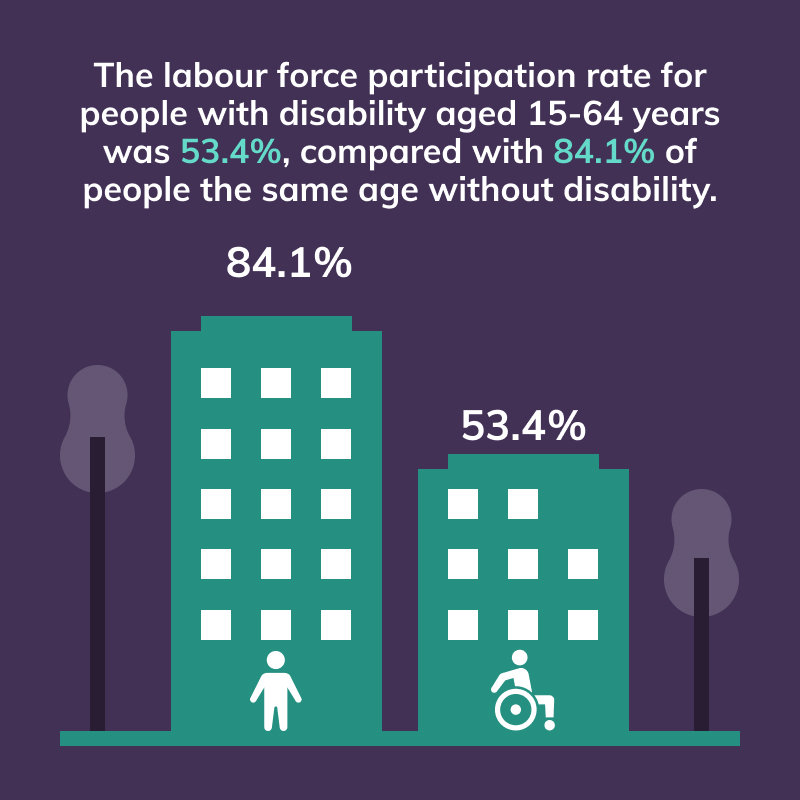 The labour force participation rate for
people with disability aged 15-64 years
was 53.4%, compared with 84.1% of
people the same age without disability.
84.1%
53.4%